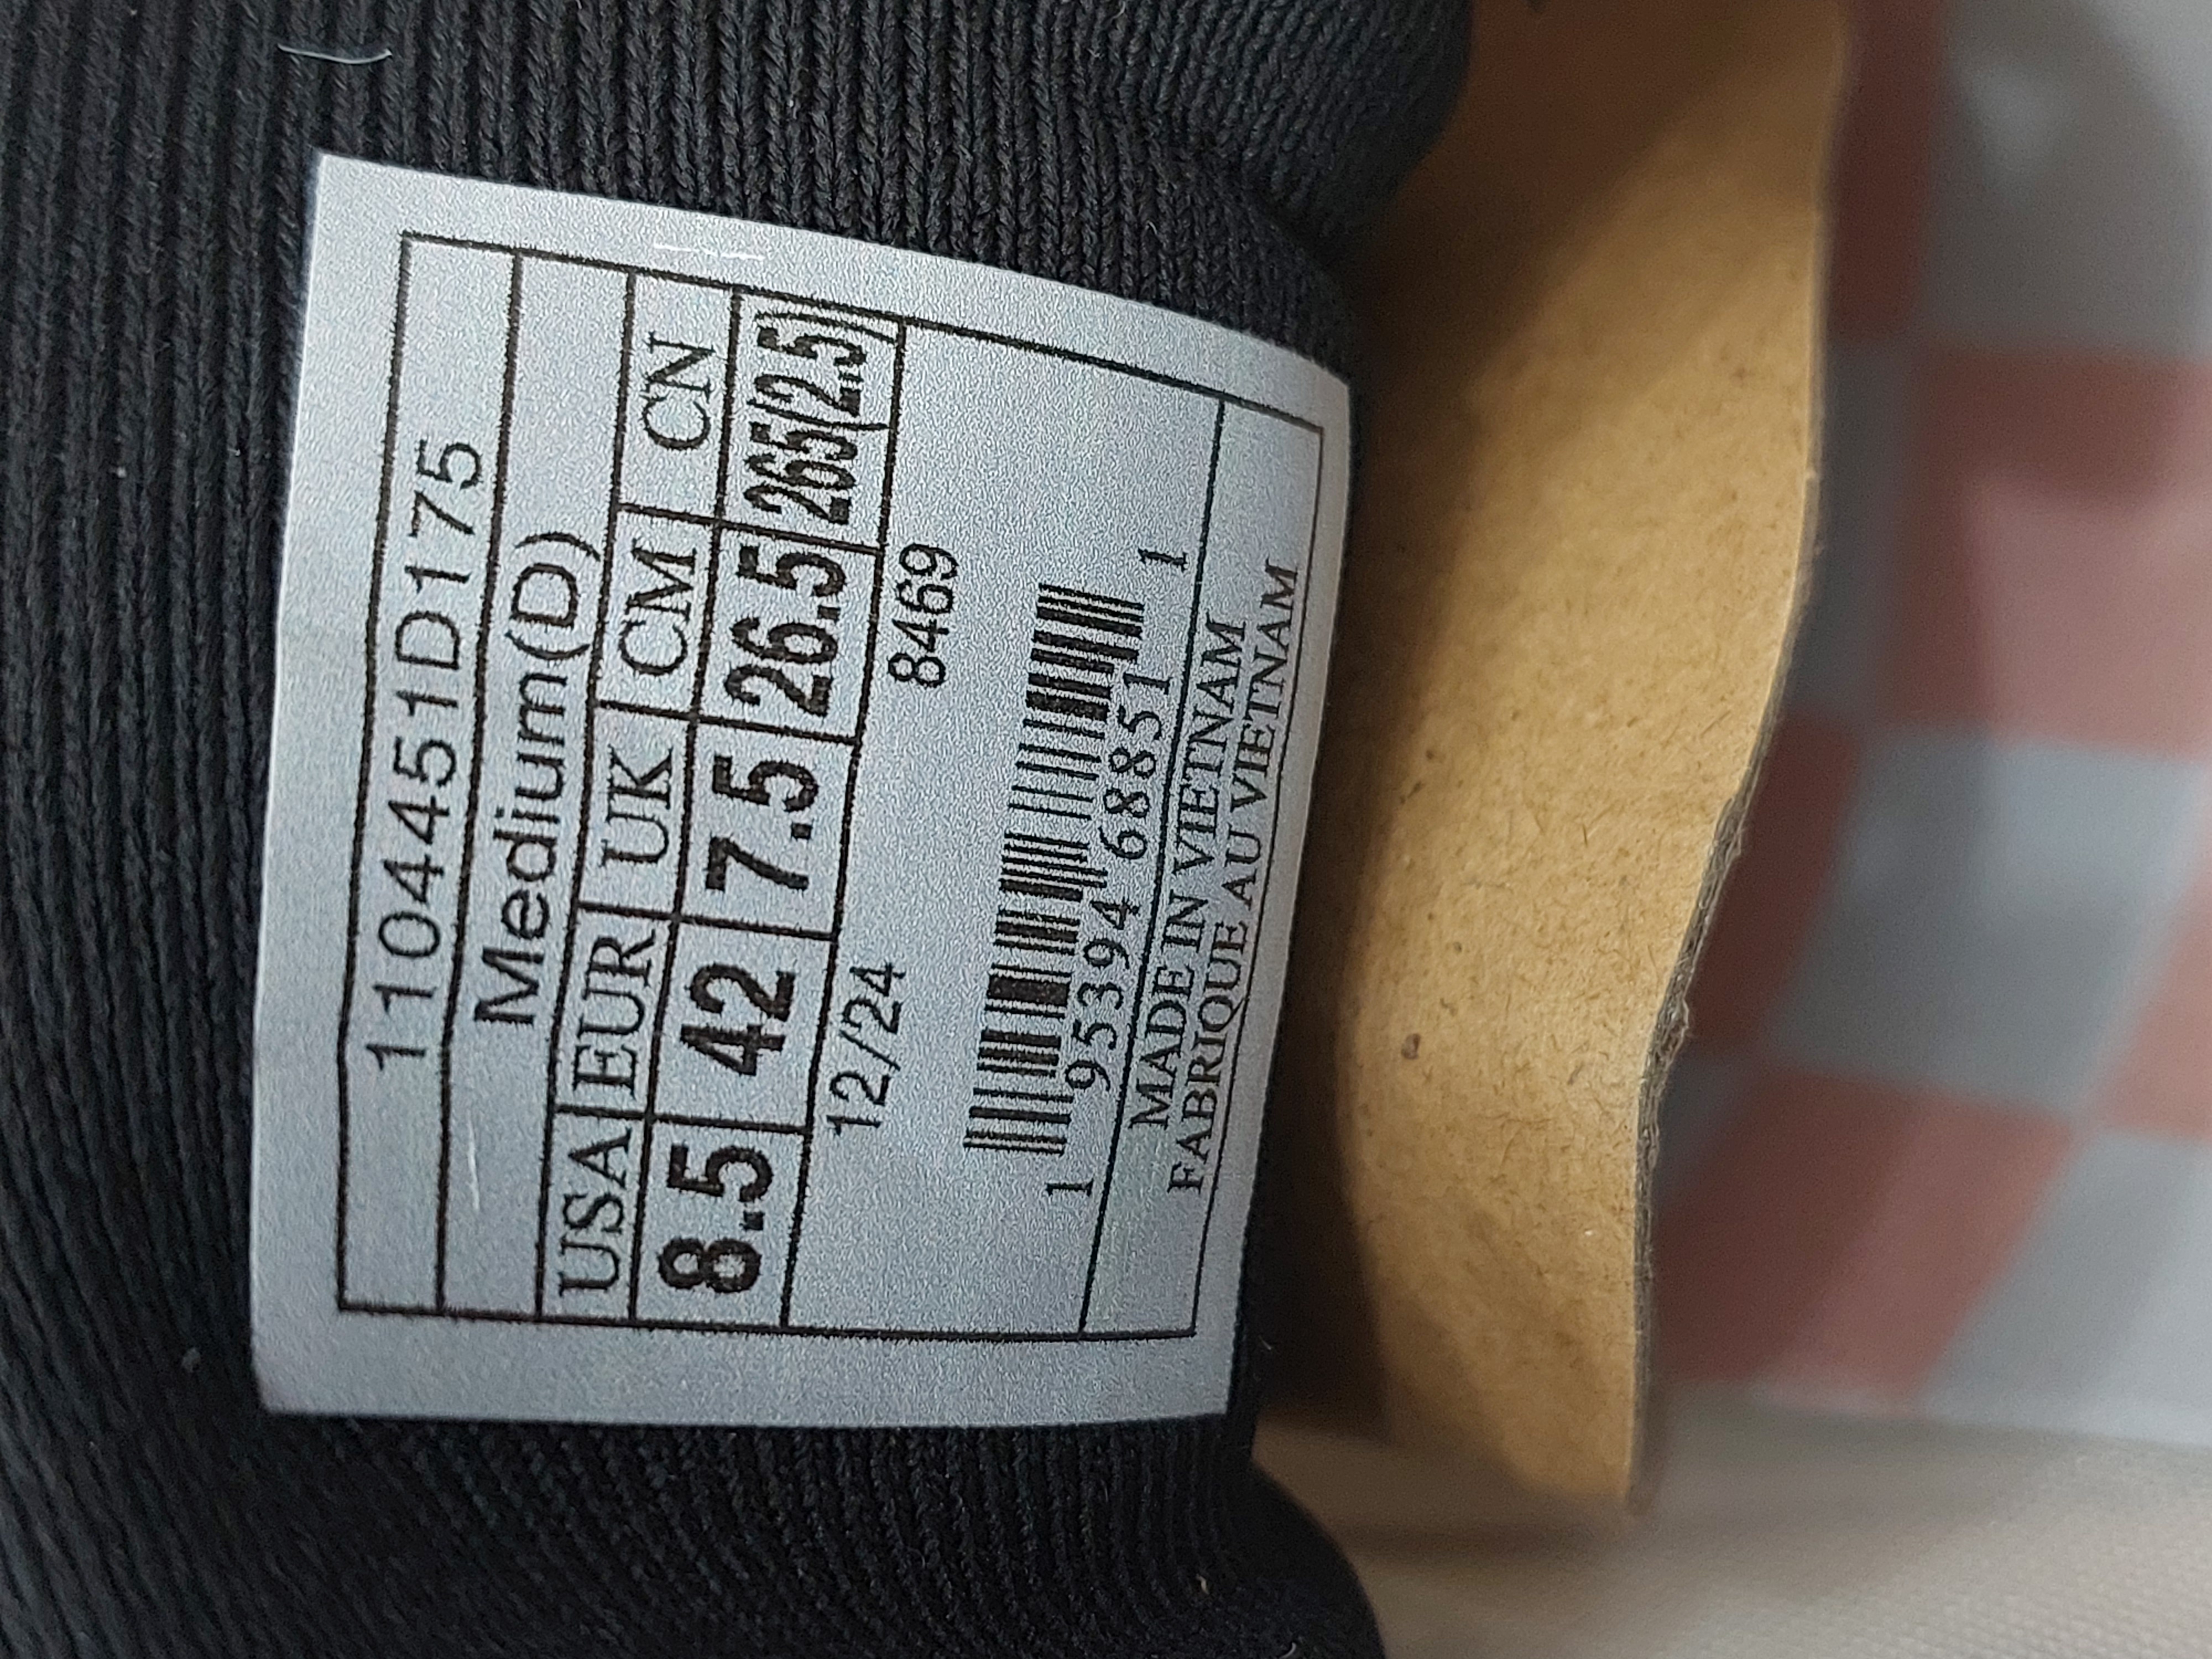 1104451D175
Medium(D)
USA EUR UK CM CN
8.5 42 7.5 26.5 265(2.5)
12/24 8469
1 95394 68851 1
MADE IN VIETNAM
FABRIQUE AU VIETNAM